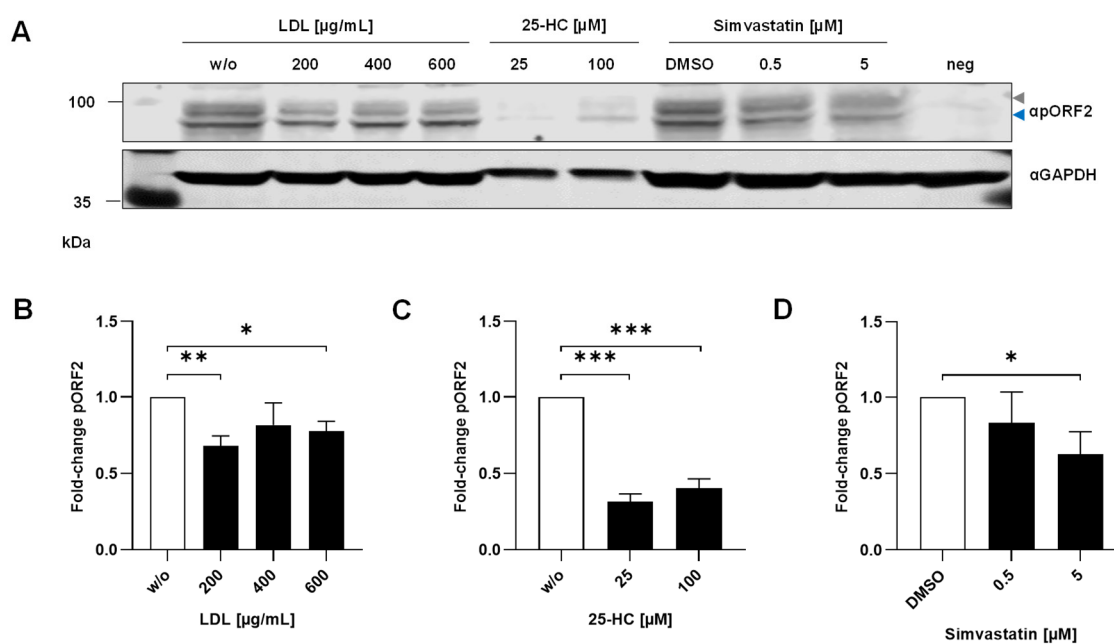 A
LDL [µg/mL] 25-HC [µM] Simvastatin [µM]
w/o 200 400 600 25 100 DMSO 0.5 5 neg
100
αpORF2
αGAPDH
35
kDa
B
Fold-change pORF2
1.5
1.0
0.5
0.0
*
**
w/o 200 400 600
LDL [µg/mL]
C
Fold-change pORF2
1.5
1.0
0.5
0.0
***
***
w/o 25 100
25-HC [µM]
D
Fold-change pORF2
1.5
1.0
0.5
0.0
*
DMSO 0.5 5
Simvastatin [µM]